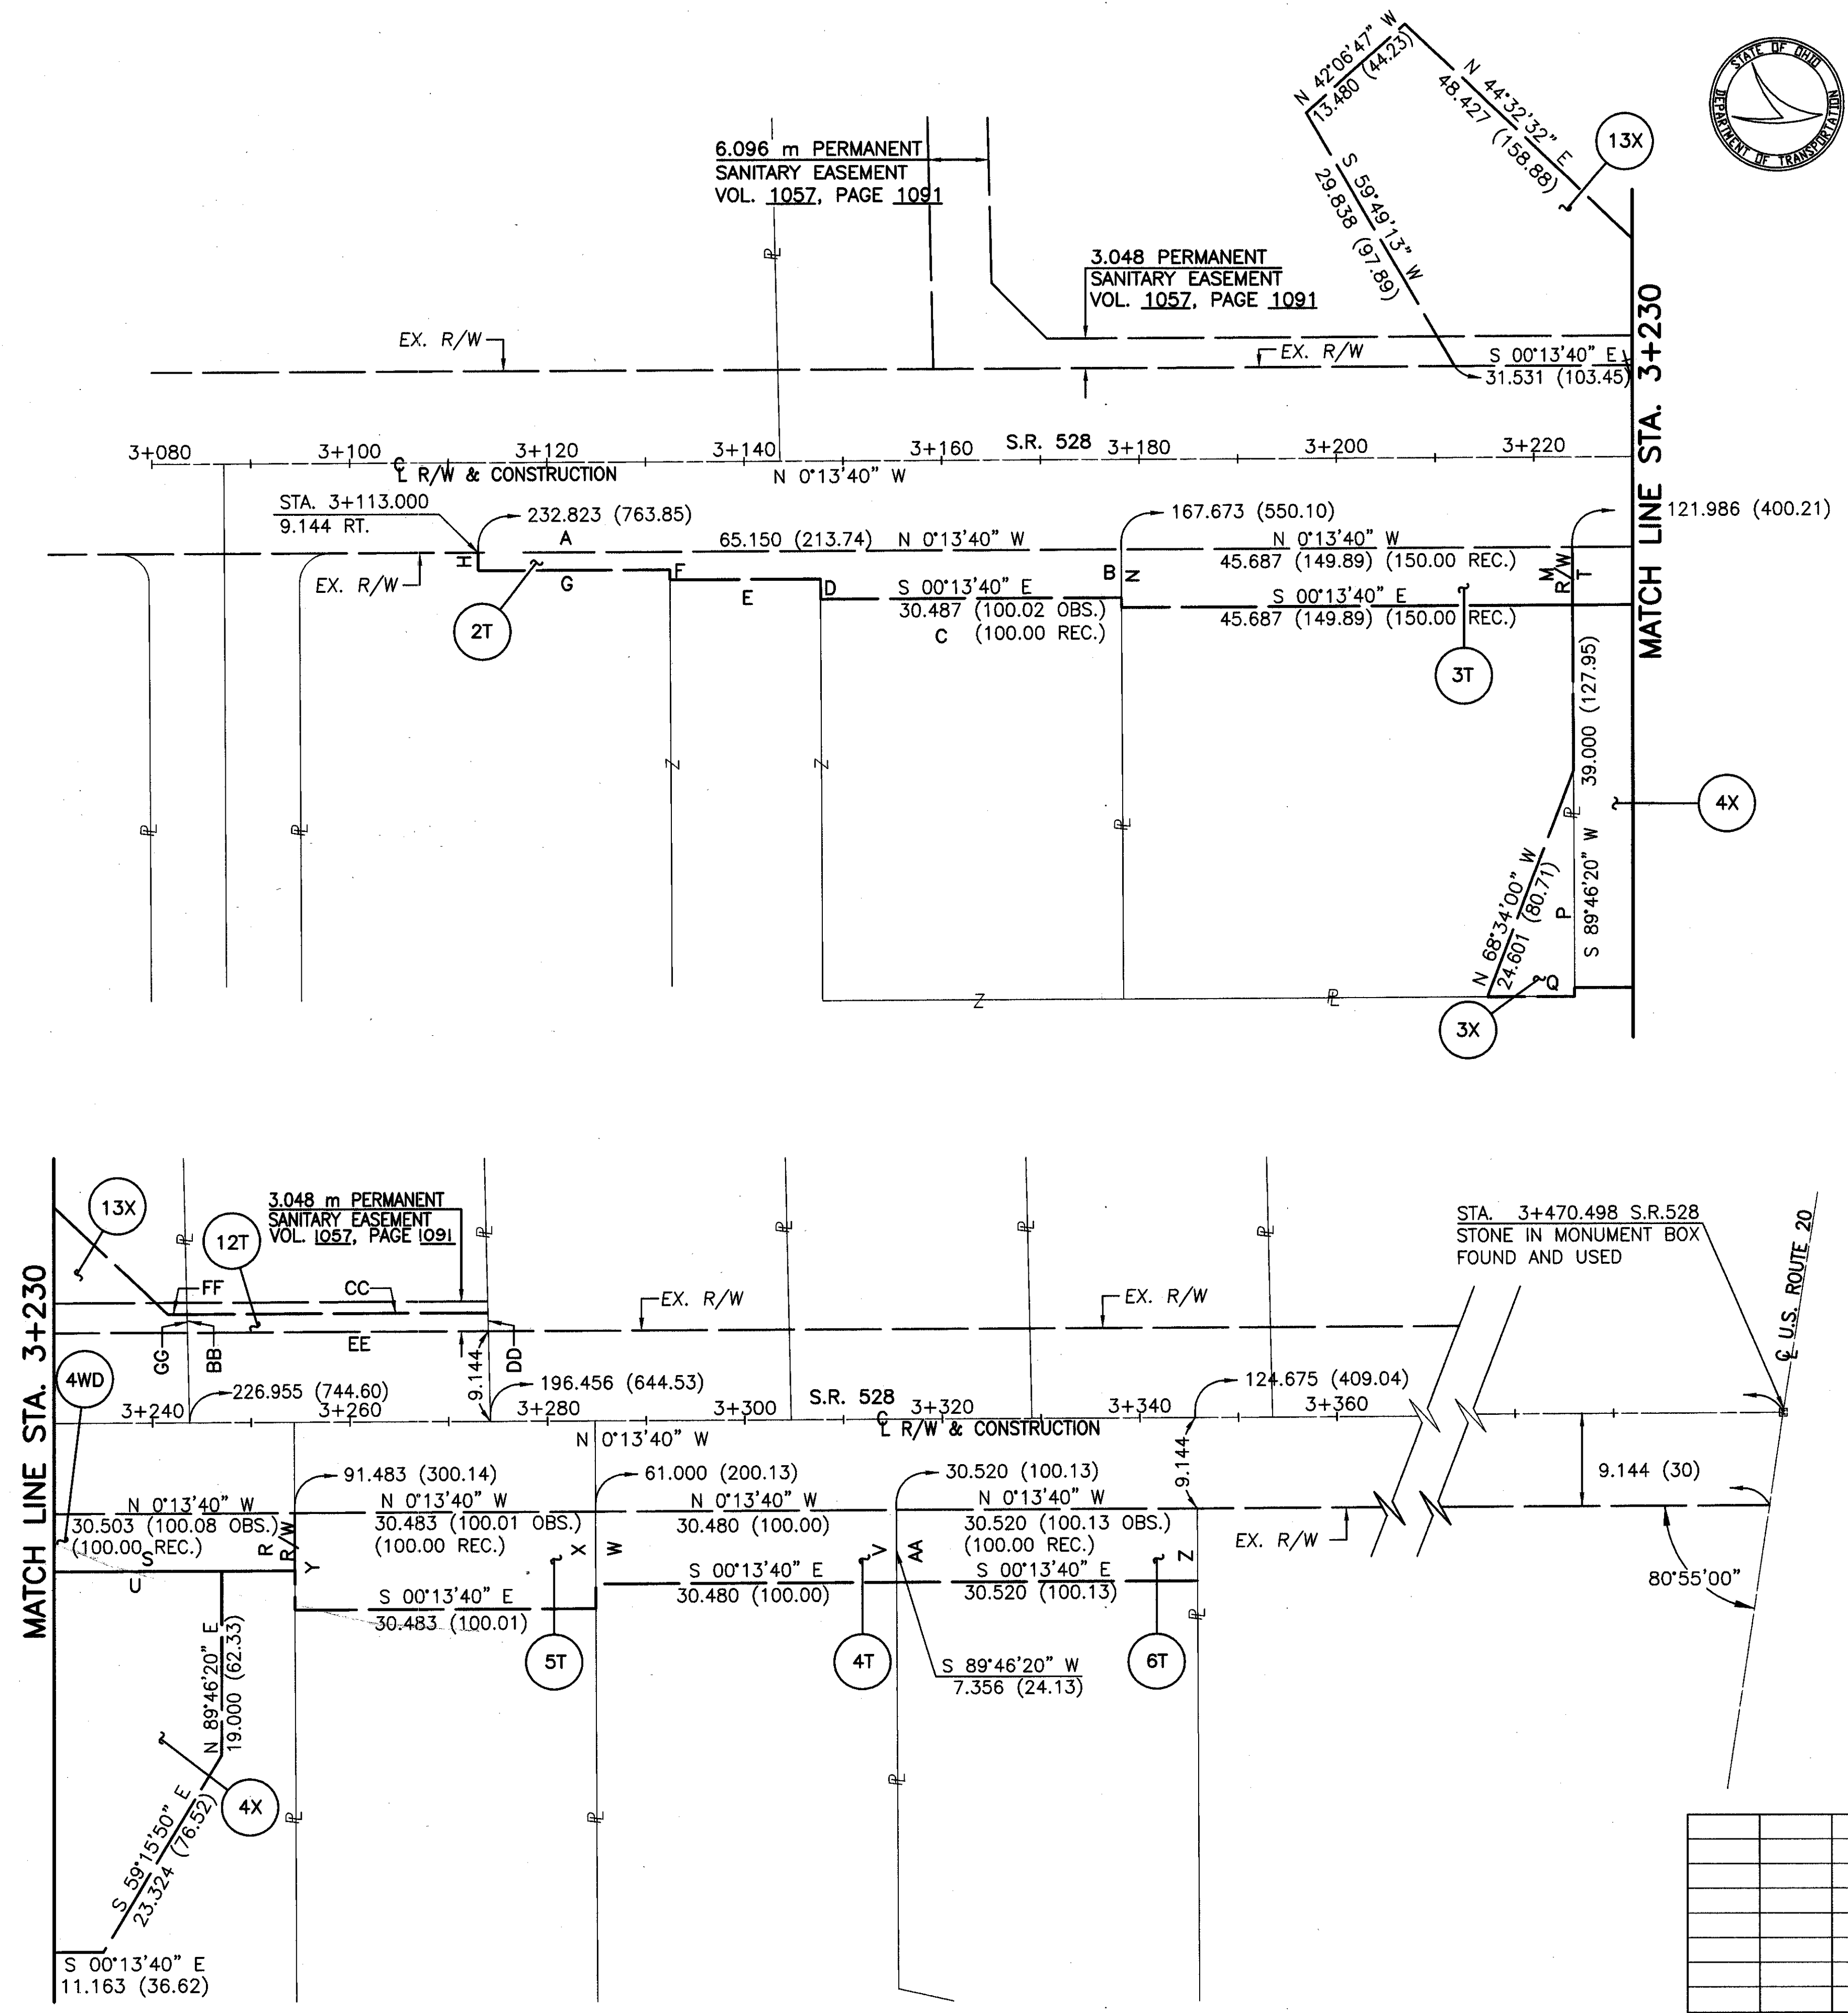 STATE OF OHIO
DEPARTMENT OF TRANSPORTATION
N 42°06'47" W
13.480 (44.23)
N 44°32'32" E
48.427 (158.88)
13X
S 59°49'13" W
29.838 (97.89)
6.096 m PERMANENT
SANITARY EASEMENT
VOL. 1057, PAGE 1091
PL
3.048 PERMANENT
SANITARY EASEMENT
VOL. 1057, PAGE 1091
EX. R/W
EX. R/W
S 00°13'40" E
31.531 (103.45)
MATCH LINE STA. 3+230
3+080
3+100
3+120
3+140
3+160
S.R. 528
3+180
3+200
3+220
CL R/W & CONSTRUCTION
N 0°13'40" W
STA. 3+113.000
9.144 RT.
232.823 (763.85)
167.673 (550.10)
121.986 (400.21)
A
65.150 (213.74)
N 0°13'40" W
N 0°13'40" W
45.687 (149.89) (150.00 REC.)
EX. R/W
H
G
F
E
D
B
N
M
R/W
T
S 00°13'40" E
30.487 (100.02 OBS.)
C (100.00 REC.)
S 00°13'40" E
45.687 (149.89) (150.00 REC.)
2T
3T
39.000 (127.95)
S 89°46'20" W
4X
Z
Z
PL
PL
PL
PL
N 68°34'00" W
24.601 (80.71)
P
Q
Z
PL
3X
13X
12T
3.048 m PERMANENT
SANITARY EASEMENT
VOL. 1057, PAGE 1091
PL
PL
PL
PL
PL
STA. 3+470.498 S.R.528
STONE IN MONUMENT BOX
FOUND AND USED
CL U.S. ROUTE 20
FF
CC
EX. R/W
EX. R/W
GG
BB
EE
DD
MATCH LINE STA. 3+230
4WD
9.144
226.955 (744.60)
196.456 (644.53)
124.675 (409.04)
3+240
3+260
3+280
3+300
S.R. 528
3+320
3+340
3+360
N 0°13'40" W
CL R/W & CONSTRUCTION
91.483 (300.14)
61.000 (200.13)
30.520 (100.13)
9.144
9.144 (30)
N 0°13'40" W
30.503 (100.08 OBS.)
(100.00 REC.)
N 0°13'40" W
30.483 (100.01 OBS.)
(100.00 REC.)
N 0°13'40" W
30.480 (100.00)
N 0°13'40" W
30.520 (100.13 OBS.)
(100.00 REC.)
EX. R/W
S
U
R
R/W
Y
X
W
V
AA
Z
S 00°13'40" E
30.483 (100.01)
S 00°13'40" E
30.480 (100.00)
S 00°13'40" E
30.520 (100.13)
80°55'00"
5T
4T
6T
S 89°46'20" W
7.356 (24.13)
PL
N 89°46'20" E
19.000 (62.33)
4X
PL
PL
PL
S 59°15'50" E
23.324 (76.52)
S 00°13'40" E
11.163 (36.62)